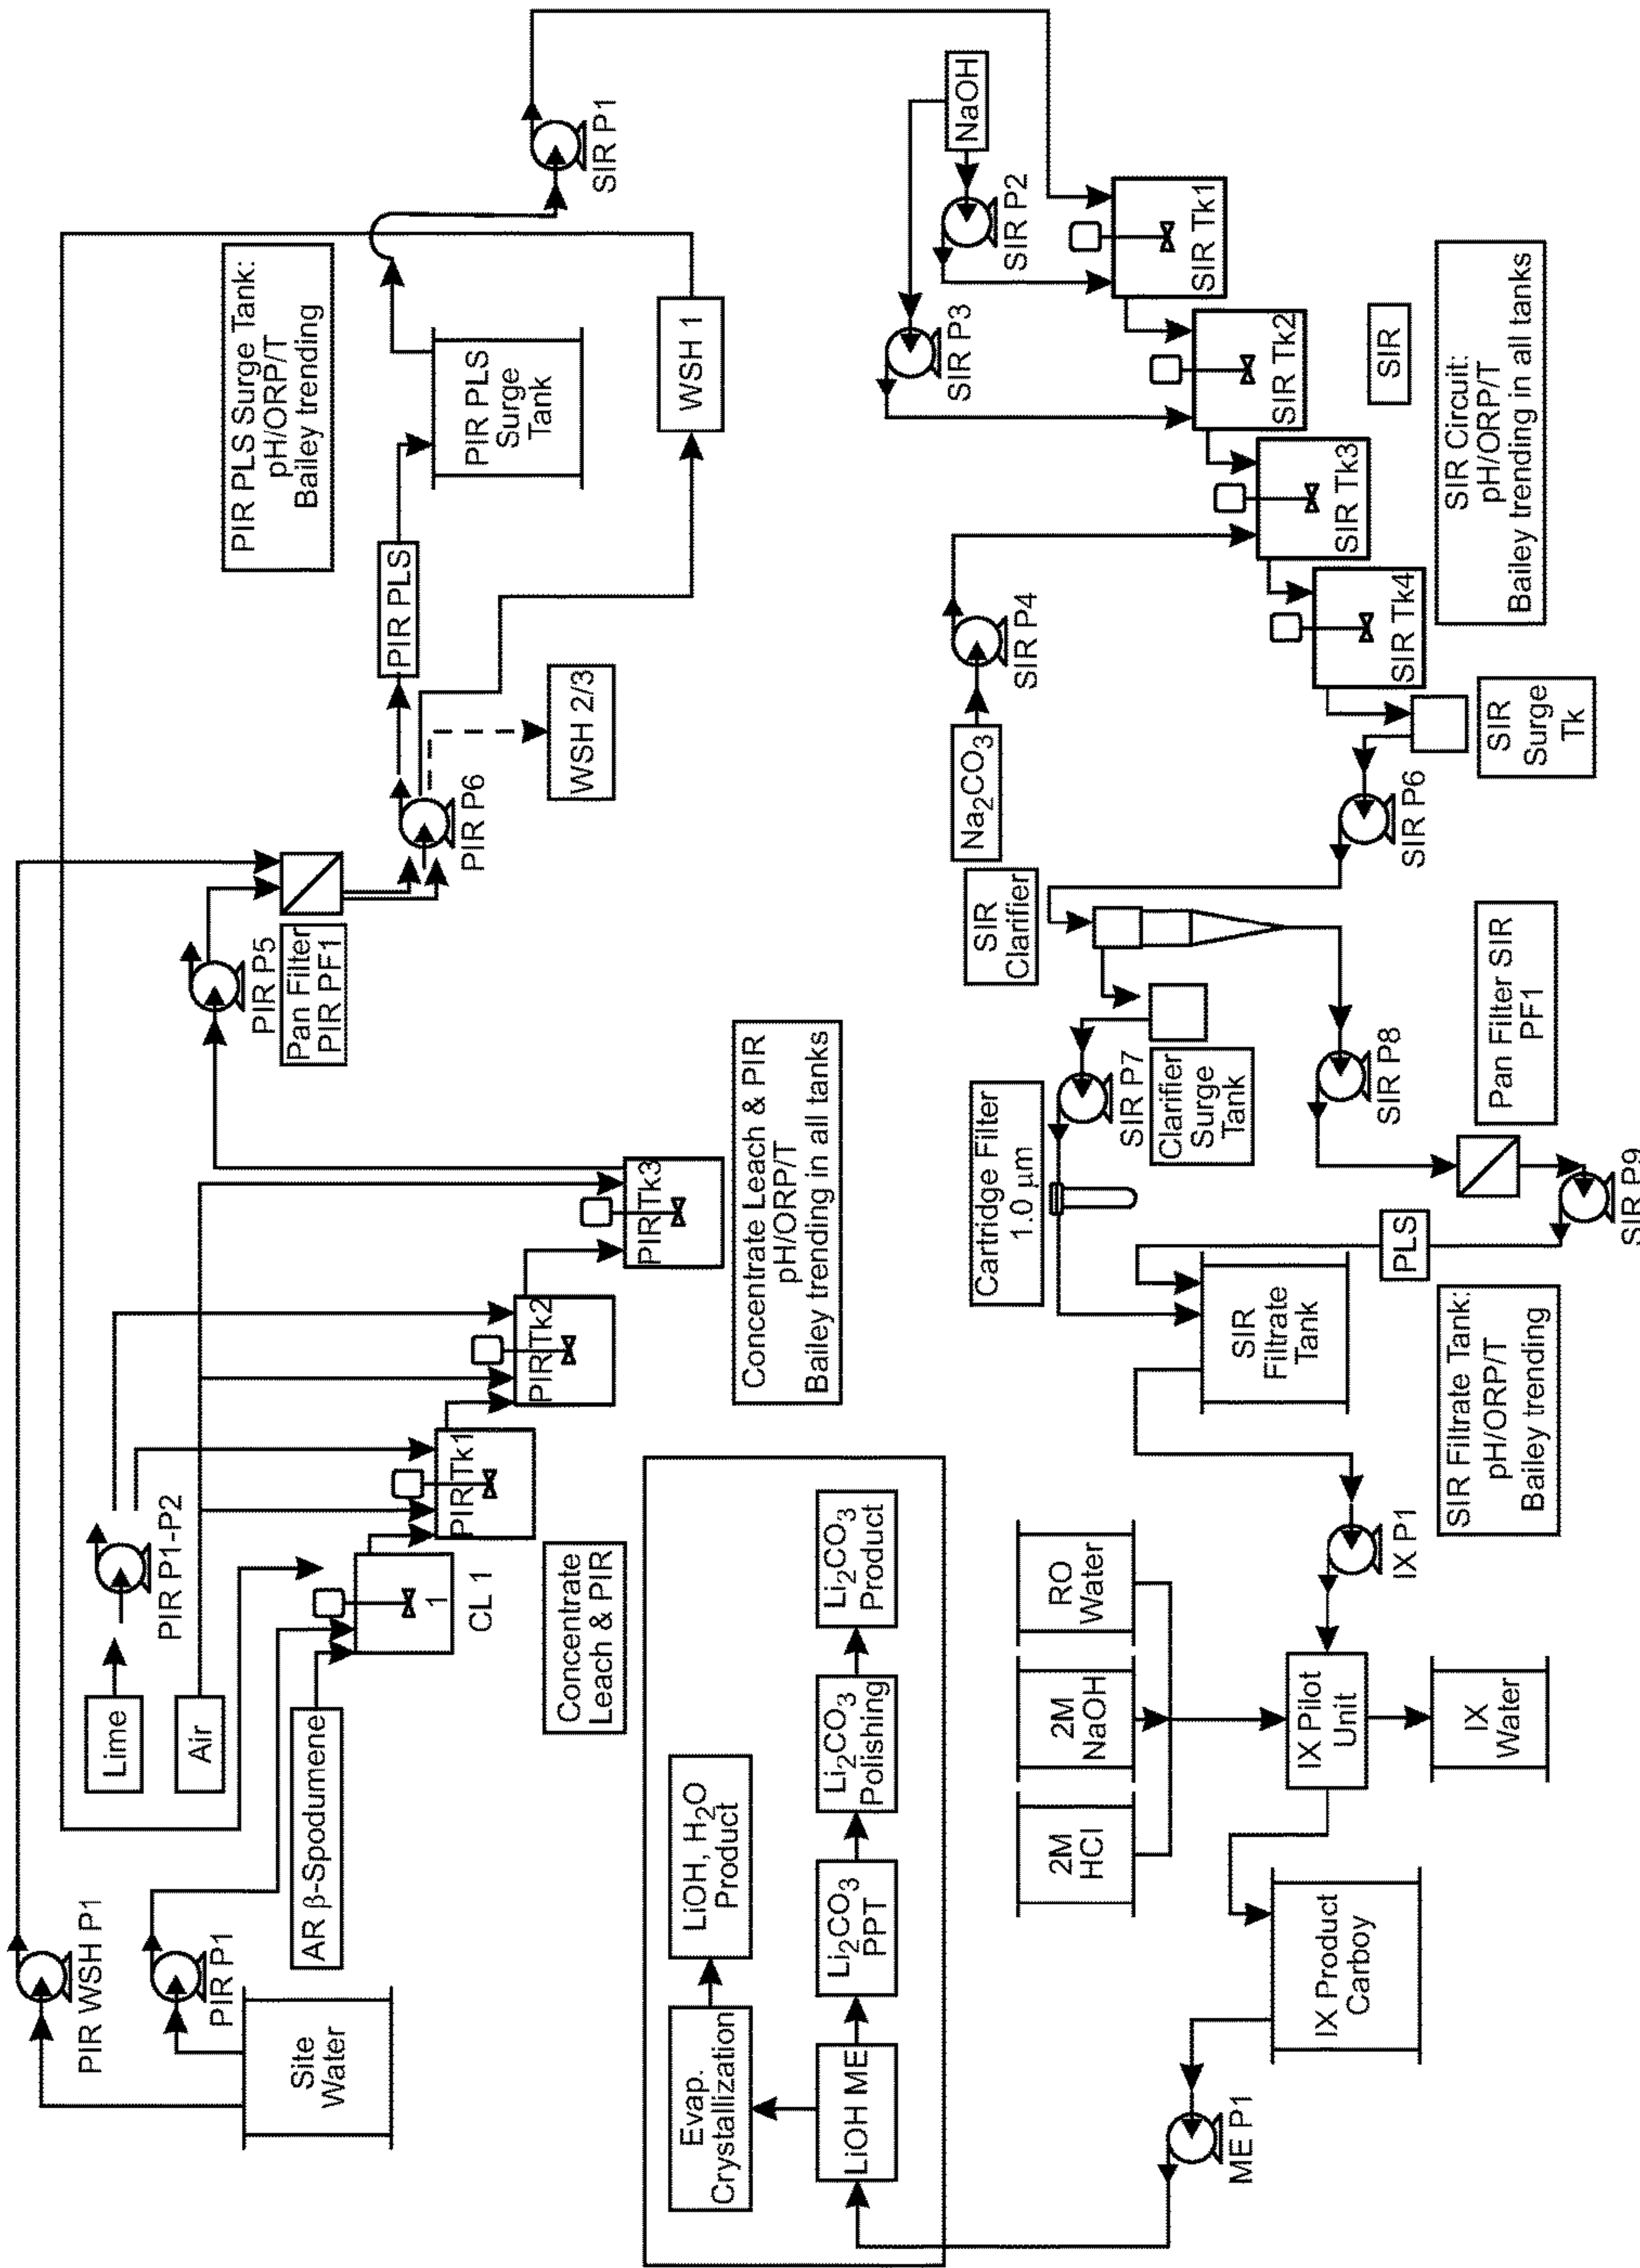 PIR WSH P1
PIR P1
Site
Water
Lime
Air
AR β-Spodumene
PIR P1-P2
1
CL 1
Concentrate
Leach & PIR
PIR Tk1
PIR Tk2
PIR Tk3
Concentrate Leach & PIR
pH/ORP/T
Bailey trending in all tanks
PIR P5
Pan Filter
PIR PF1
PIR P6
WSH 2/3
PIR PLS
PIR PLS Surge Tank:
pH/ORP/T
Bailey trending
PIR PLS
Surge
Tank
WSH 1
SIR P1
NaOH
SIR P2
SIR P3
SIR Tk1
SIR Tk2
SIR Tk3
SIR Tk4
SIR
SIR Circuit:
pH/ORP/T
Bailey trending in all tanks
Na2CO3
SIR P4
SIR
Surge
Tk
SIR P6
SIR
Clarifier
SIR P7
Clarifier
Surge
Tank
Cartridge Filter
1.0 μm
SIR P8
Pan Filter SIR
PF1
SIR P9
PLS
SIR
Filtrate
Tank
SIR Filtrate Tank:
pH/ORP/T
Bailey trending
IX P1
RO
Water
2M
NaOH
2M
HCl
IX Pilot
Unit
IX
Water
IX Product
Carboy
ME P1
LiOH ME
Evap.
Crystallization
LiOH, H2O
Product
Li2CO3
PPT
Li2CO3
Polishing
Li2CO3
Product